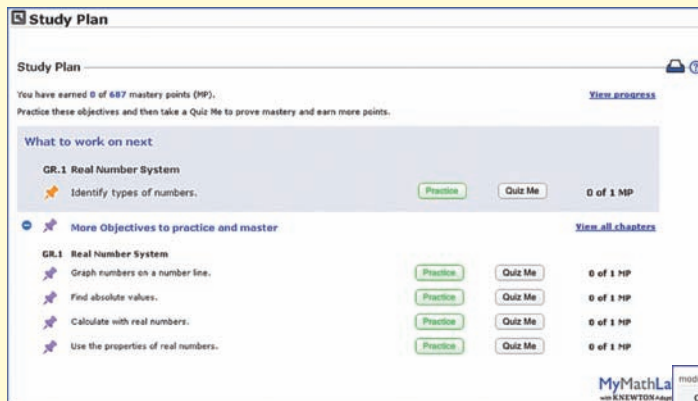 Study Plan
Study Plan
You have earned 0 of 687 mastery points (MP). View progress
Practice these objectives and then take a Quiz Me to prove mastery and earn more points.
What to work on next
GR.1 Real Number System
Identify types of numbers. Practice Quiz Me 0 of 1 MP
More Objectives to practice and master View all chapters
GR.1 Real Number System
Graph numbers on a number line. Practice Quiz Me 0 of 1 MP
Find absolute values. Practice Quiz Me 0 of 1 MP
Calculate with real numbers. Practice Quiz Me 0 of 1 MP
Use the properties of real numbers. Practice Quiz Me 0 of 1 MP
MyMathLa
with KNEWTON